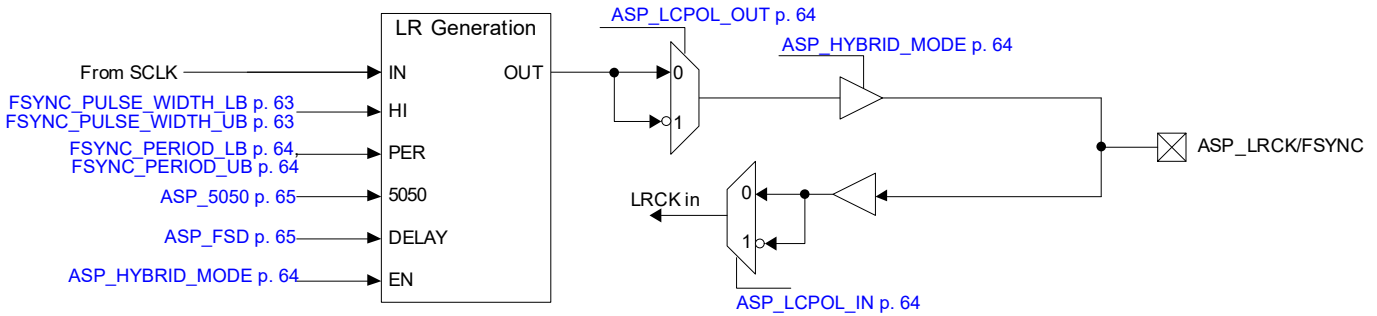 LR Generation
From SCLK
IN
OUT
FSYNC_PULSE_WIDTH_LB p. 63
FSYNC_PULSE_WIDTH_UB p. 63
HI
FSYNC_PERIOD_LB p. 64,
FSYNC_PERIOD_UB p. 64
PER
ASP_5050 p. 65
5050
ASP_FSD p. 65
DELAY
ASP_HYBRID_MODE p. 64
EN
ASP_LCPOL_OUT p. 64
0
1
ASP_HYBRID_MODE p. 64
ASP_LRCK/FSYNC
LRCK in
0
1
ASP_LCPOL_IN p. 64